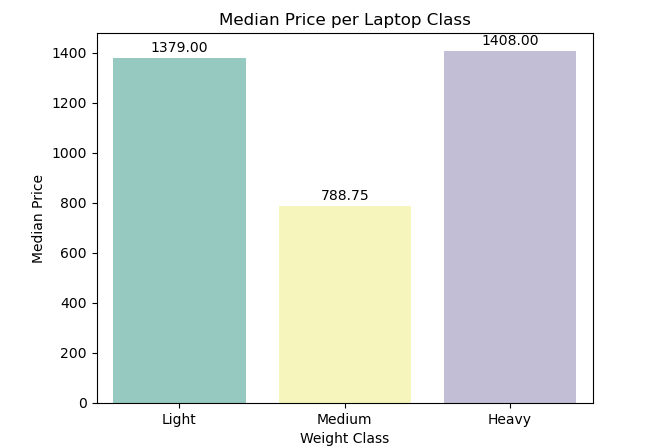 Median Price per Laptop Class
Median Price
1400
1200
1000
800
600
400
200
0
1379.00
788.75
1408.00
Light
Medium
Heavy
Weight Class